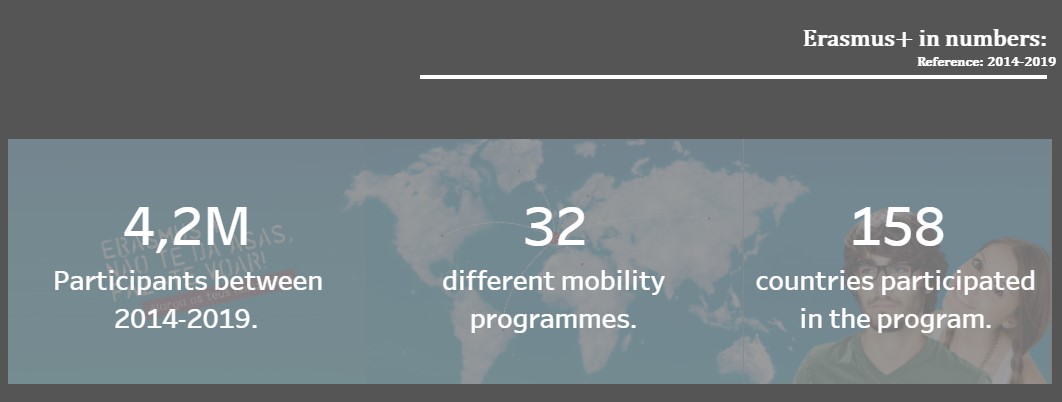 Erasmus+ in numbers:
Reference: 2014-2019
4,2M
Participants between
2014-2019.
32
different mobility
programmes.
158
countries participated
in the program.